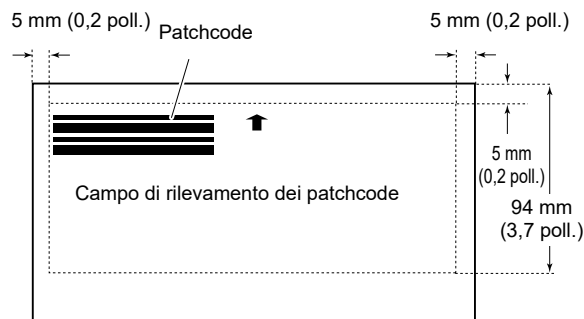 5 mm (0,2 poll.)
Patchcode
5 mm (0,2 poll.)
5 mm
(0,2 poll.)
Campo di rilevamento dei patchcode
94 mm
(3,7 poll.)